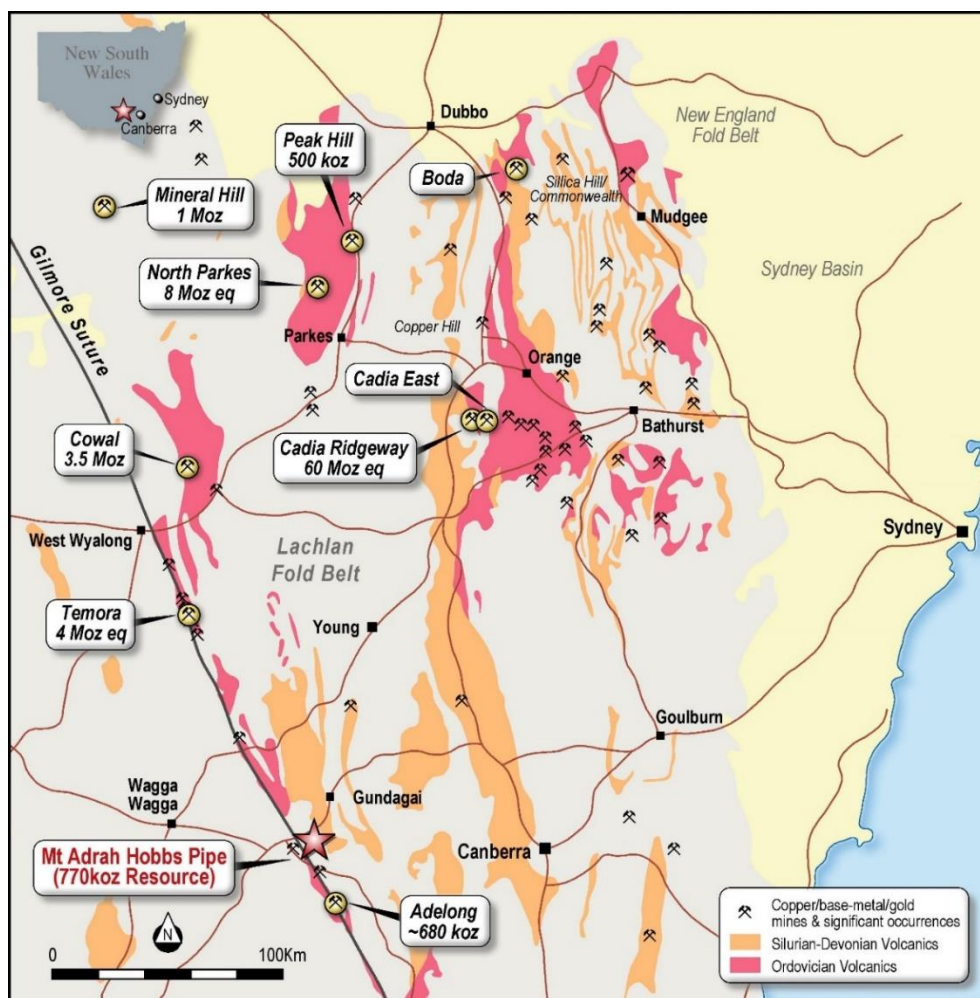 New South
Wales
Sydney
Canberra
Dubbo
New England
Fold Belt
Peak Hill
500 koz
Boda
Sillica Hill/
Commonwealth
Mineral Hill
1 Moz
Mudgee
Gilmore Suture
North Parkes
8 Moz eq
Sydney Basin
Parkes
Copper Hill
Orange
Cadia East
Bathurst
Cowal
3.5 Moz
Cadia Ridgeway
60 Moz eq
Sydney
West Wyalong
Lachlan
Fold Belt
Temora
4 Moz eq
Young
Goulburn
Wagga
Wagga
Gundagai
Canberra
Mt Adrah Hobbs Pipe
(770koz Resource)
Adelong
~680 koz
N
0 100Km
Copper/base-metal/gold
mines & significant occurrences
Silurian-Devonian Volcanics
Ordovician Volcanics